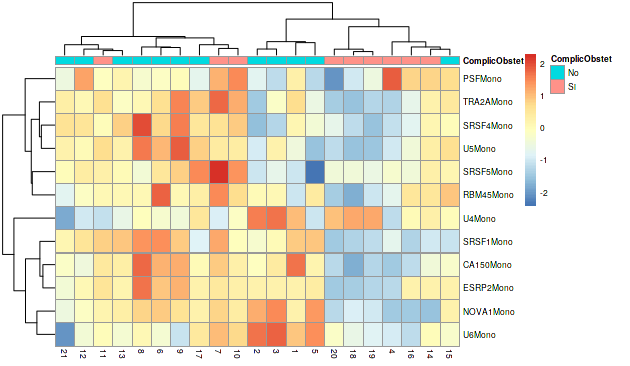 ComplicObstet
PSFMono
TRA2AMono
SRSF4Mono
U5Mono
SRSF5Mono
RBM45Mono
U4Mono
SRSF1Mono
CA150Mono
ESRP2Mono
NOVA1Mono
U6Mono
21 12 11 13 8 6 9 17 7 10 2 3 1 5 20 18 19 4 16 14 15
2
1
0
-1
-2
ComplicObstet
No
SI